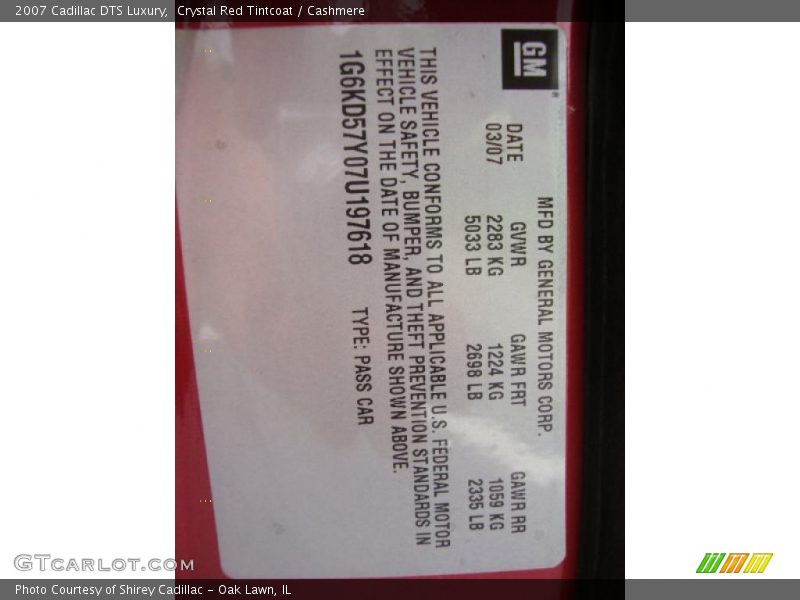 2007 Cadillac DTS Luxury, Crystal Red Tintcoat / Cashmere
GM
MFD BY GENERAL MOTORS CORP.
DATE GVWR GAWR FRT GAWR RR
03/07 2283 KG 1224 KG 1059 KG
5033 LB 2698 LB 2335 LB
THIS VEHICLE CONFORMS TO ALL APPLICABLE U.S. FEDERAL MOTOR
VEHICLE SAFETY, BUMPER, AND THEFT PREVENTION STANDARDS IN
EFFECT ON THE DATE OF MANUFACTURE SHOWN ABOVE.
1G6KD57Y07U197618 TYPE: PASS CAR
GTCarLot.com
Photo Courtesy of Shirey Cadillac - Oak Lawn, IL